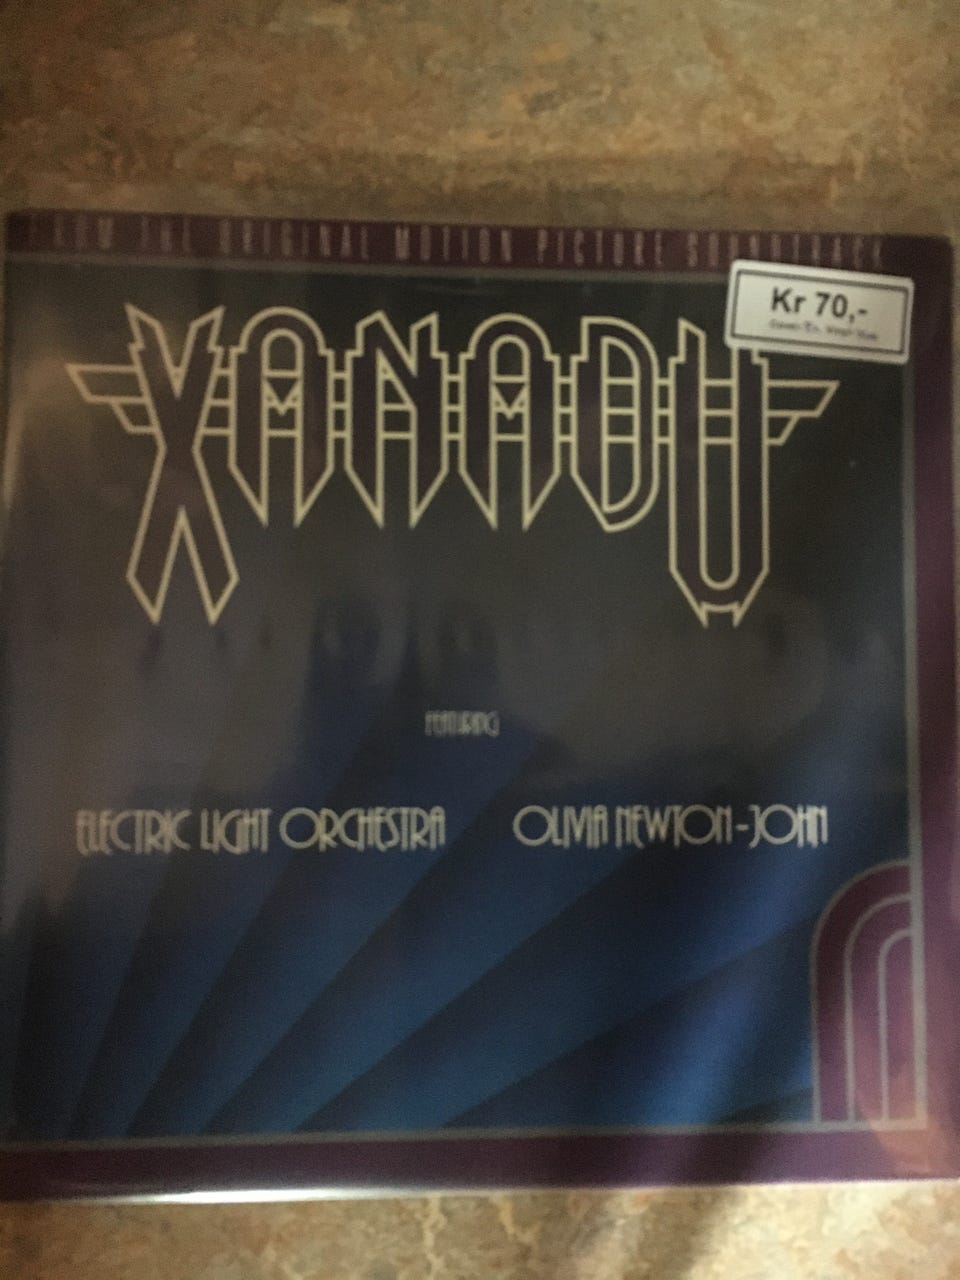 FROM THE ORIGINAL MOTION PICTURE SOUNDTRACK
Kr 70,-
XANADU
FEATURING
ELECTRIC LIGHT ORCHESTRA OLIVIA NEWTON-JOHN